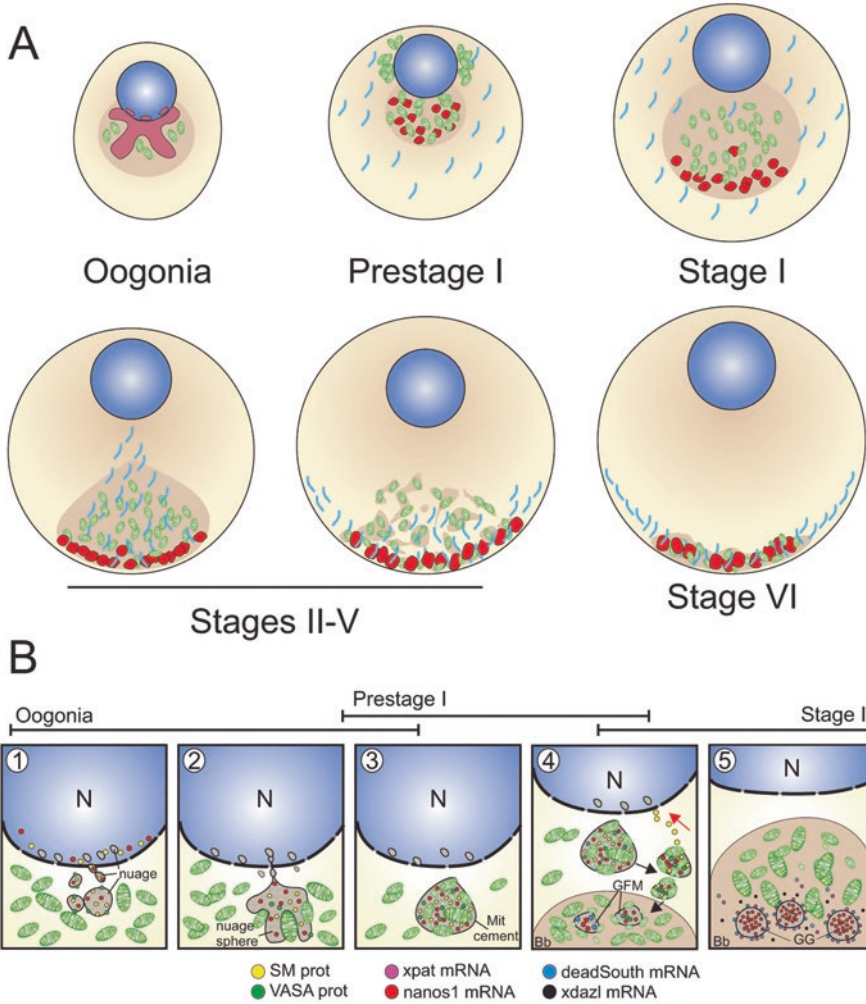 A
Oogonia
Prestage I
Stage I
Stages II-V
Stage VI
B
Oogonia
Prestage I
Stage I
1
2
3
4
5
N
N
N
N
N
nuage
nuage
sphere
Mit
cement
GFM
Bb
Bb
GG
SM prot
xpat mRNA
deadSouth mRNA
VASA prot
nanos1 mRNA
xdazl mRNA